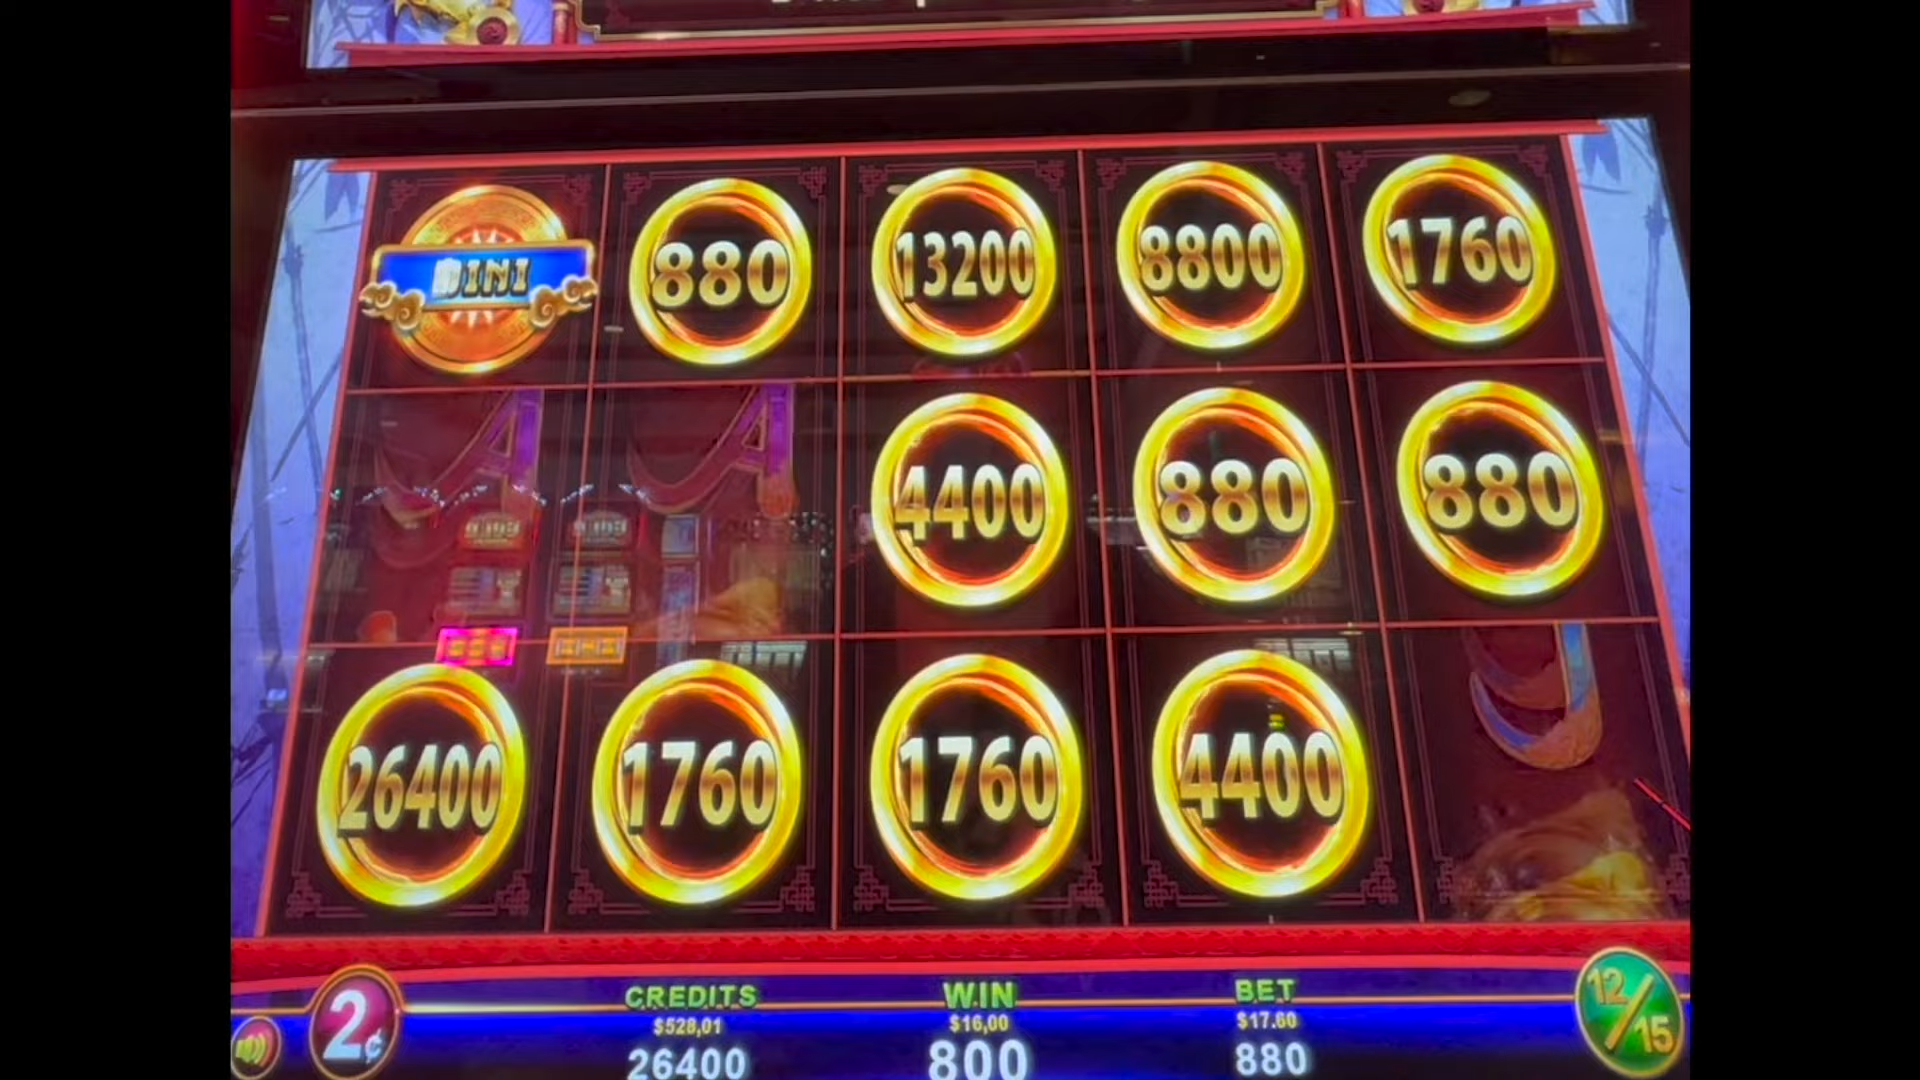 MINI 880 13200 8800 1760
A A 4400 880 880
26400 1760 1760 4400 J
2¢ CREDITS WIN BET 12/15
$528,01 $16,00 $17.60
26400 800 880